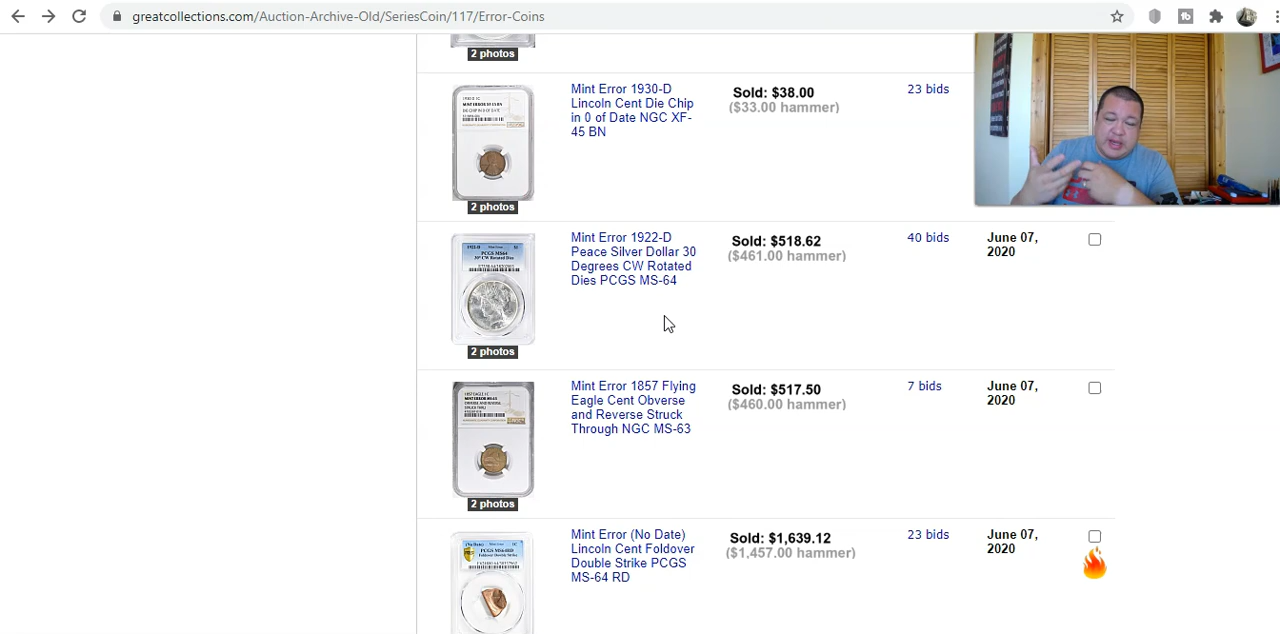 greatcollections.com/Auction-Archive-Old/SeriesCoin/117/Error-Coins
2 photos
Mint Error 1930-D
Lincoln Cent Die Chip
in 0 of Date NGC XF-
45 BN
Sold: $38.00
($33.00 hammer)
23 bids
2 photos
Mint Error 1922-D
Peace Silver Dollar 30
Degrees CW Rotated
Dies PCGS MS-64
Sold: $518.62
($461.00 hammer)
40 bids
June 07,
2020
PCGS MS64
2 photos
Mint Error 1857 Flying
Eagle Cent Obverse
and Reverse Struck
Through NGC MS-63
Sold: $517.50
($460.00 hammer)
7 bids
June 07,
2020
2 photos
Mint Error (No Date)
Lincoln Cent Foldover
Double Strike PCGS
MS-64 RD
Sold: $1,639.12
($1,457.00 hammer)
23 bids
June 07,
2020